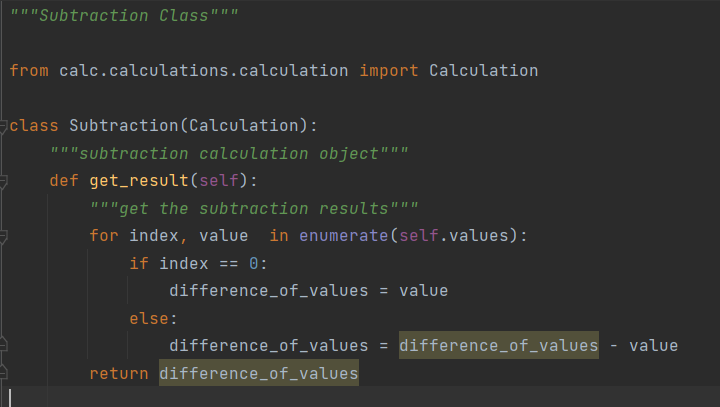 """Subtraction Class"""
from calc.calculations.calculation import Calculation
class Subtraction(Calculation):
    """subtraction calculation object"""
    def get_result(self):
        """get the subtraction results"""
        for index, value  in enumerate(self.values):
            if index == 0:
                difference_of_values = value
            else:
                difference_of_values = difference_of_values - value
        return difference_of_values